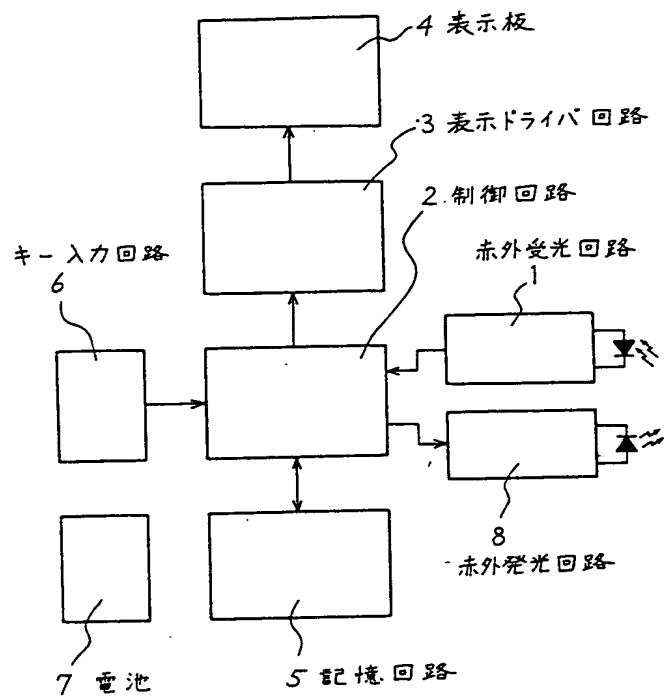 4 表示板
3 表示ドライバ回路
2.制御回路
キー入力回路
6
赤外受光回路
1
8
赤外発光回路
7 電池
5 記憶回路